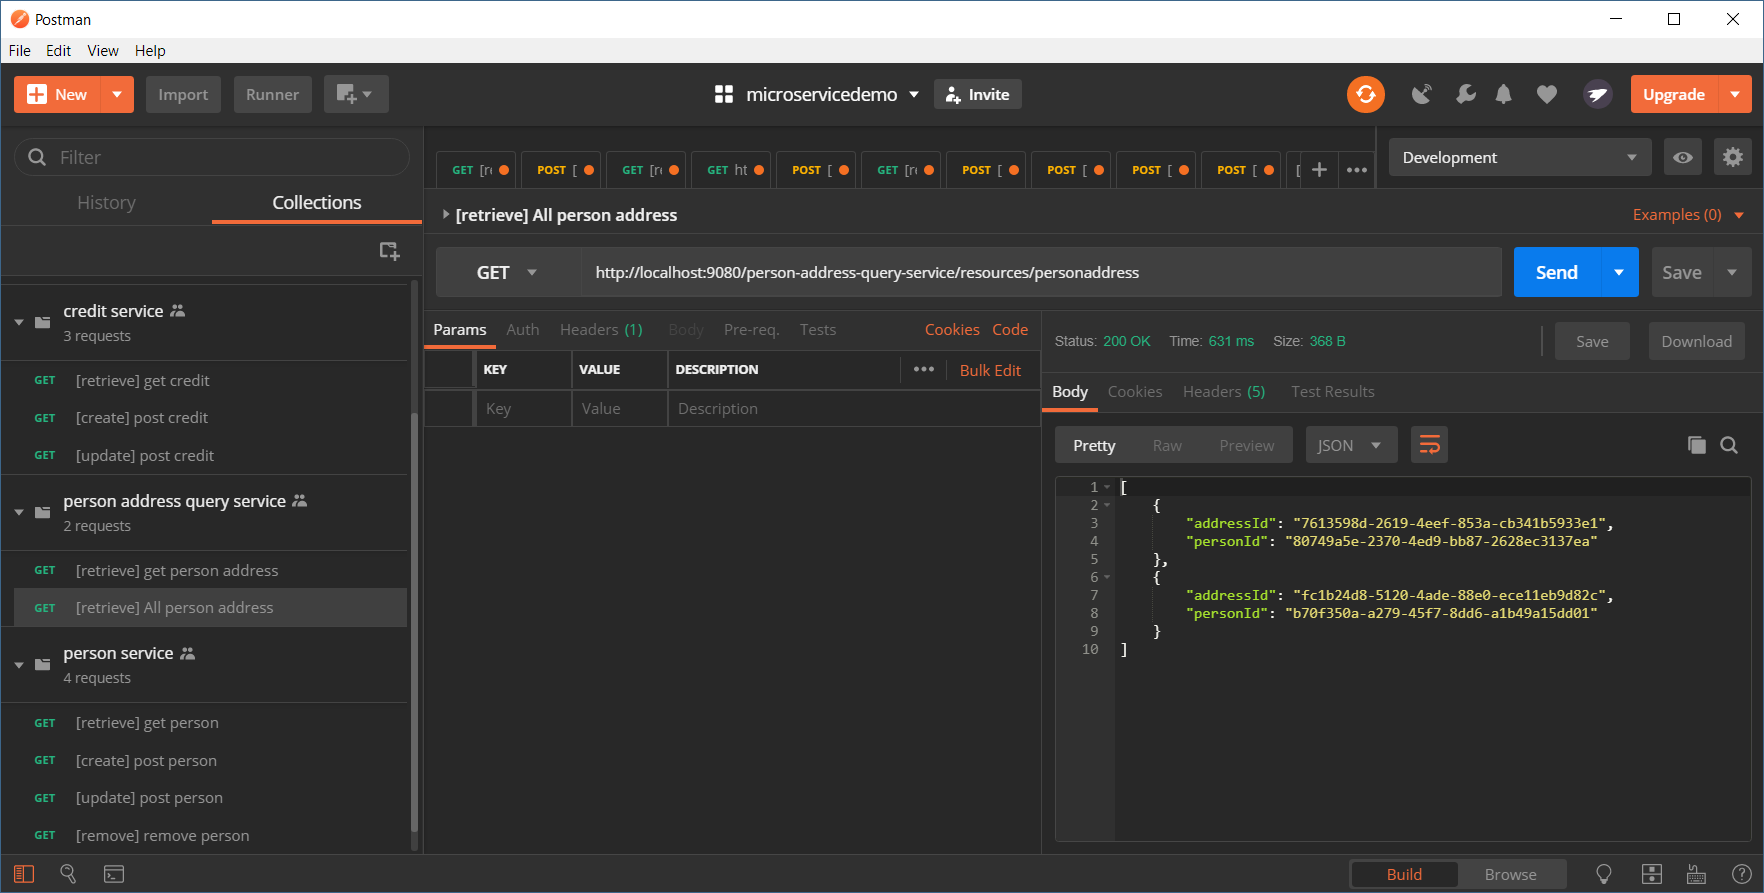 Postman
File Edit View Help
New Import Runner microservicedemo Invite Upgrade
Filter
History Collections
credit service
3 requests
GET [retrieve] get credit
GET [create] post credit
GET [update] post credit
person address query service
2 requests
GET [retrieve] get person address
GET [retrieve] All person address
person service
4 requests
GET [retrieve] get person
GET [create] post person
GET [update] post person
GET [remove] remove person
GET [re POST [ GET [re GET ht POST [ GET [re POST [ POST [ POST [ POST [ [ + •••
Development
[retrieve] All person address
Examples (0)
GET http://localhost:9080/person-address-query-service/resources/personaddress Send Save
Params Auth Headers (1) Body Pre-req. Tests Cookies Code
KEY VALUE DESCRIPTION ••• Bulk Edit
Key Value Description
Status: 200 OK Time: 631 ms Size: 368 B Save Download
Body Cookies Headers (5) Test Results
Pretty Raw Preview JSON
1 [
2 {
3 "addressId": "7613598d-2619-4eef-853a-cb341b5933e1",
4 "personId": "80749a5e-2370-4ed9-bb87-2628ec3137ea"
5 },
6 {
7 "addressId": "fc1b24d8-5120-4ade-88e0-ece11eb9d82c",
8 "personId": "b70f350a-a279-45f7-8dd6-a1b49a15dd01"
9 }
10 ]
Build Browse